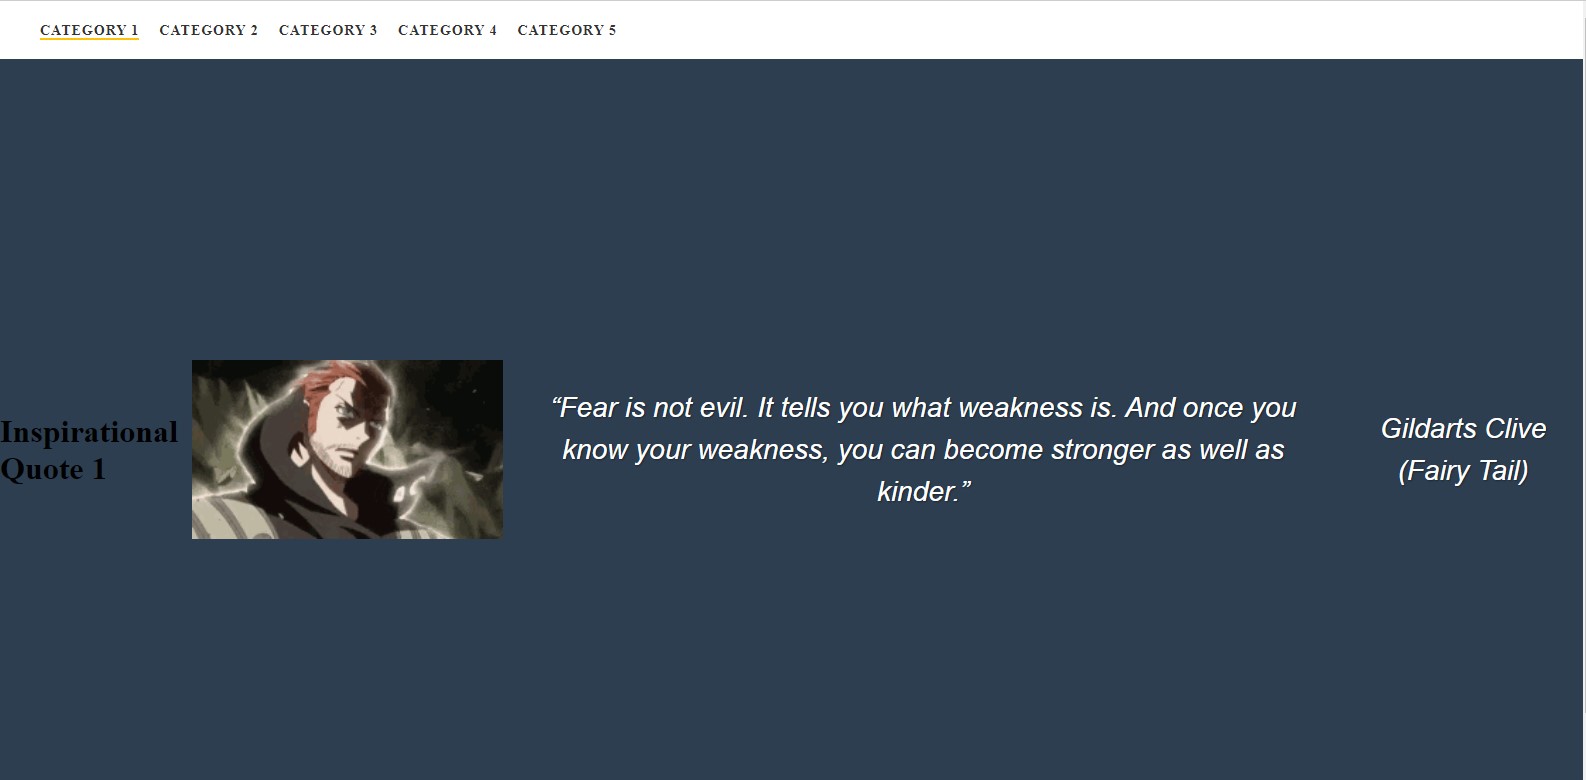 CATEGORY 1 CATEGORY 2 CATEGORY 3 CATEGORY 4 CATEGORY 5
Inspirational
Quote 1
“Fear is not evil. It tells you what weakness is. And once you
know your weakness, you can become stronger as well as
kinder.”
Gildarts Clive
(Fairy Tail)